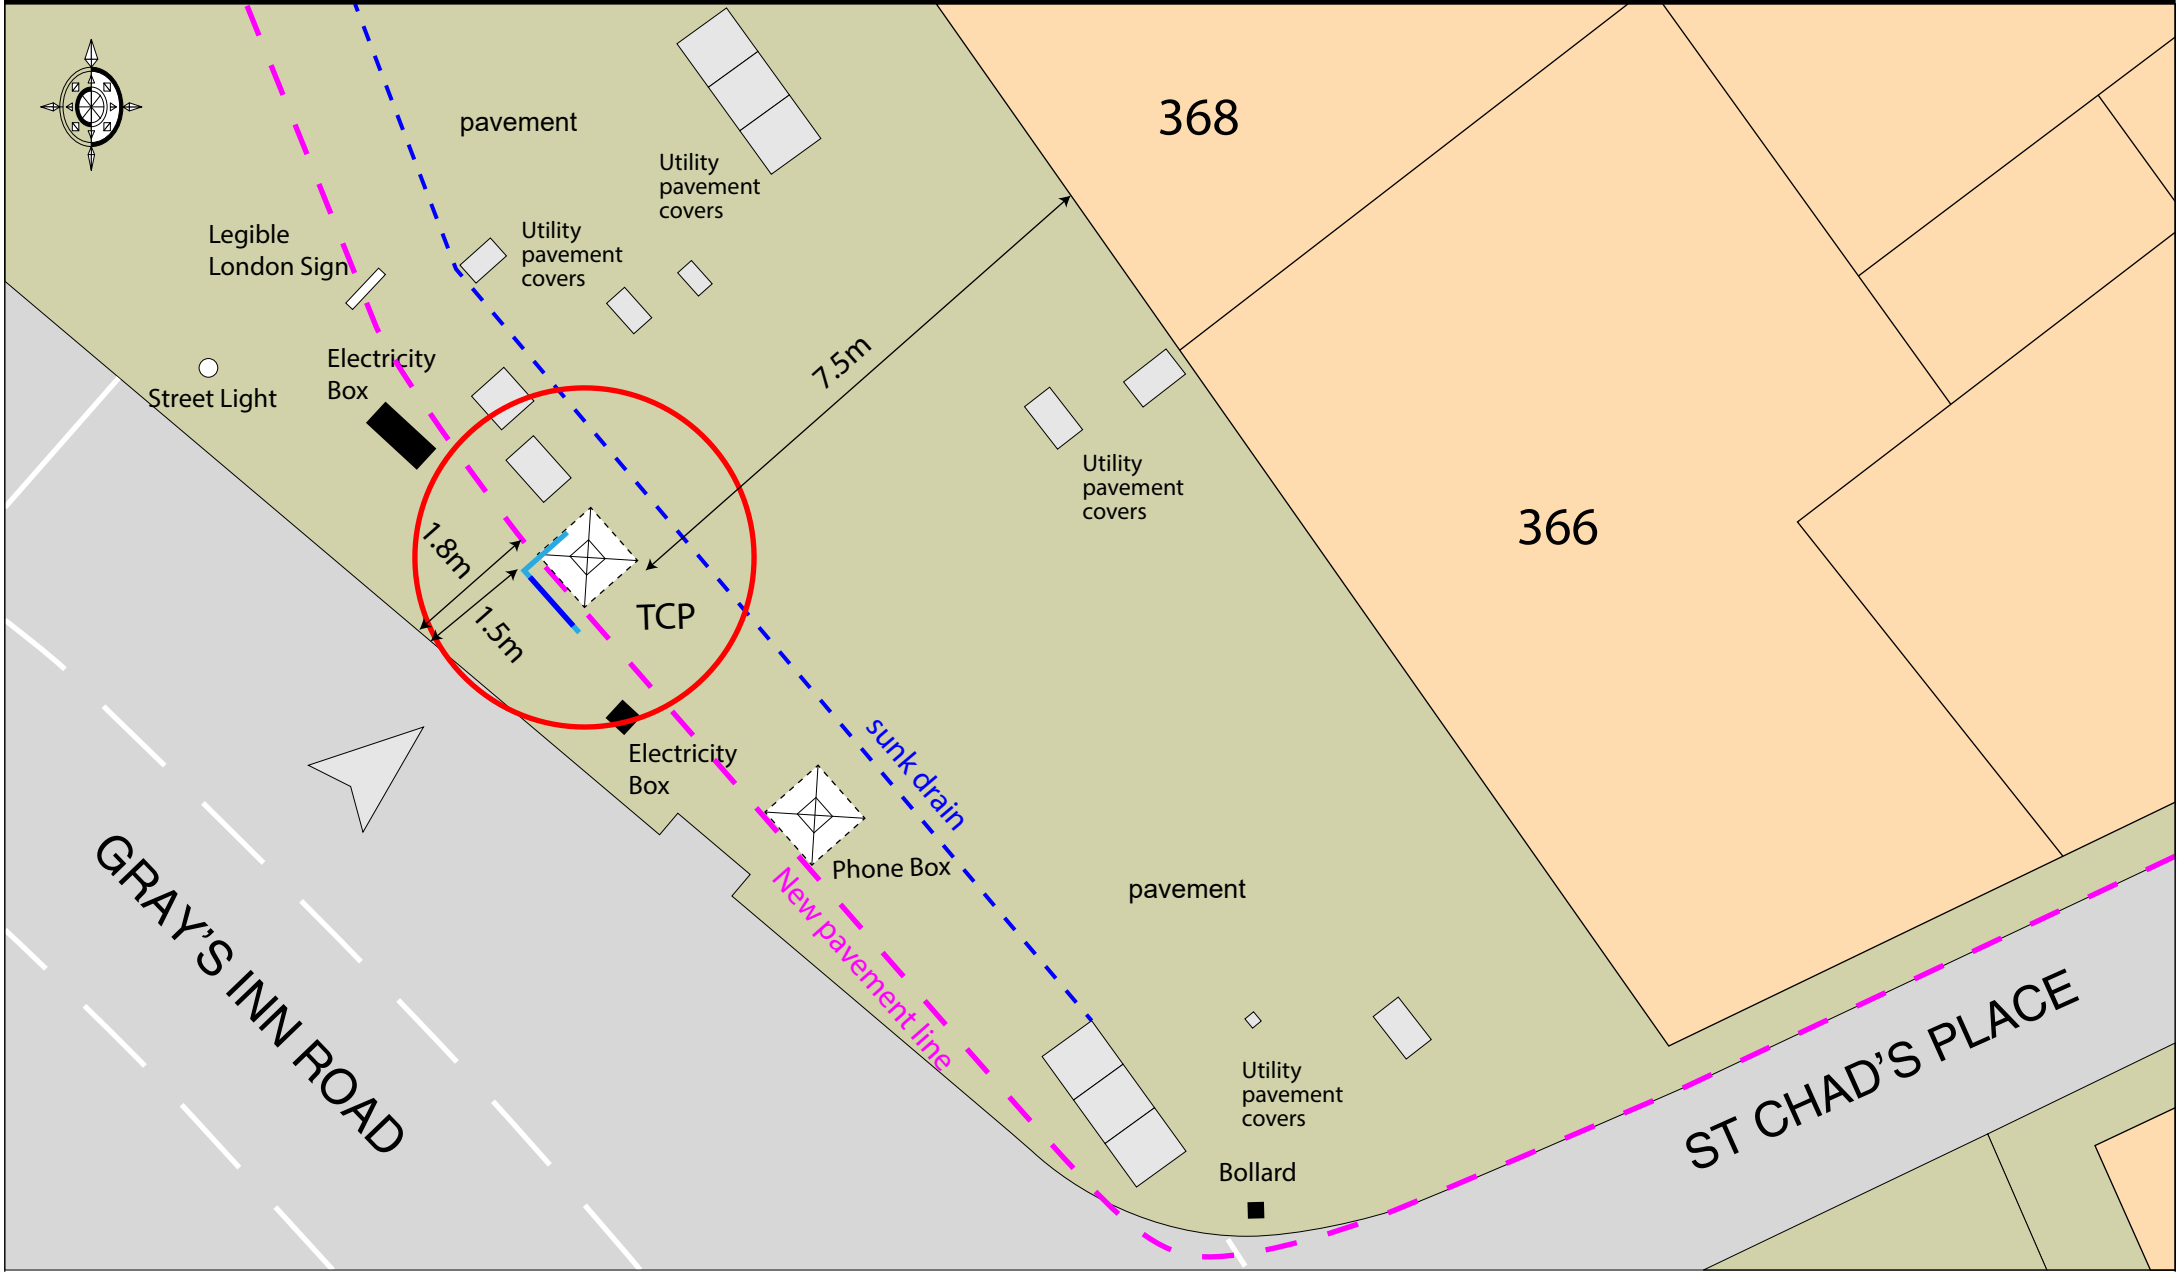 368
pavement
Utility
pavement
covers
Legible
London Sign
Utility
pavement
covers
Electricity
Box
Street Light
7.5m
Utility
pavement
covers
366
1.8m
1.5m
TCP
Electricity
Box
sunk drain
Phone Box
New pavement line
pavement
GRAY'S INN ROAD
Utility
pavement
covers
ST CHAD'S PLACE
Bollard